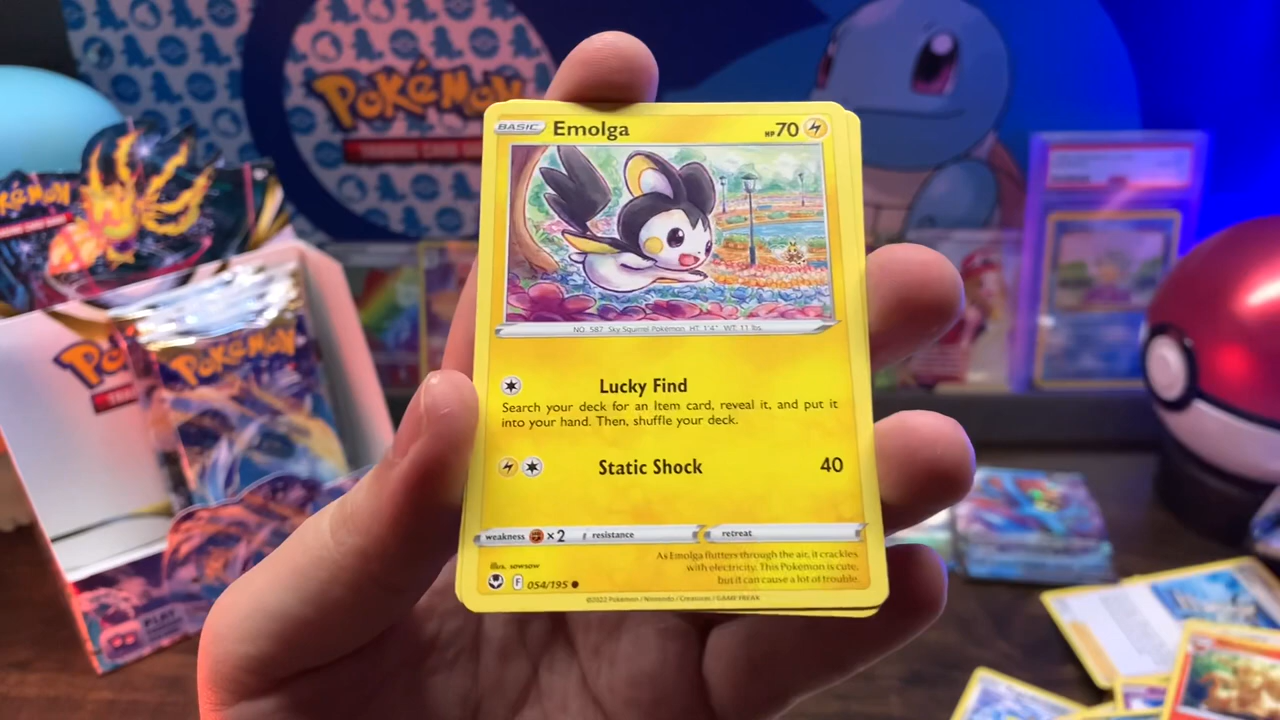 POKÉMON
BASIC Emolga HP70
POKÉMON
NO. 587 Sky Squirrel Pokémon HT: 1'4" WT: 11 lbs.
Lucky Find
Search your deck for an Item card, reveal it, and put it
into your hand. Then, shuffle your deck.
Static Shock 40
weakness ×2 resistance retreat
As Emolga flutters through the air, it crackles
with electricity. This Pokémon is cute,
but it can cause a lot of trouble.
Illus. sowsow
F 054/195
©2022 Pokémon / Nintendo / Creatures / GAME FREAK
POKÉMON
PLAY